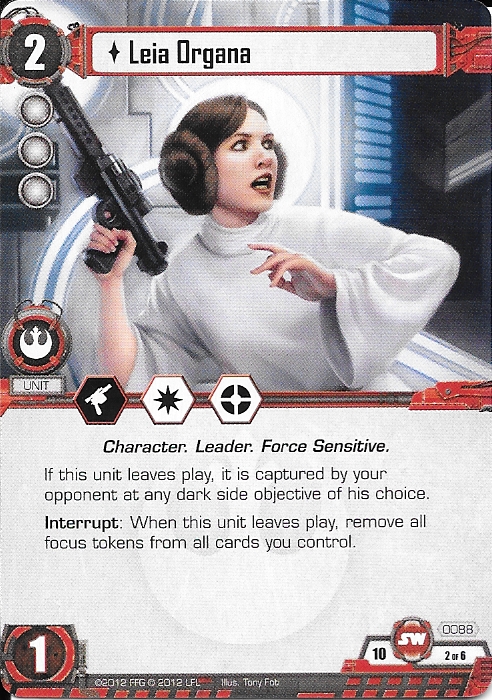 2
Leia Organa
UNIT
Character. Leader. Force Sensitive.
If this unit leaves play, it is captured by your
opponent at any dark side objective of his choice.
Interrupt: When this unit leaves play, remove all
focus tokens from all cards you control.
1
SW
0088
10
2 OF 6
©2012 FFG © 2012 LFL
Illus. Tony Foti